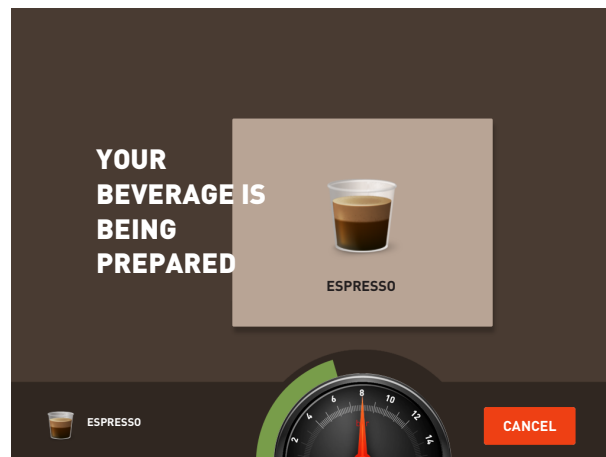 YOUR
BEVERAGE IS
BEING
PREPARED
ESPRESSO
ESPRESSO
2
4
6
8
10
12
14
CANCEL